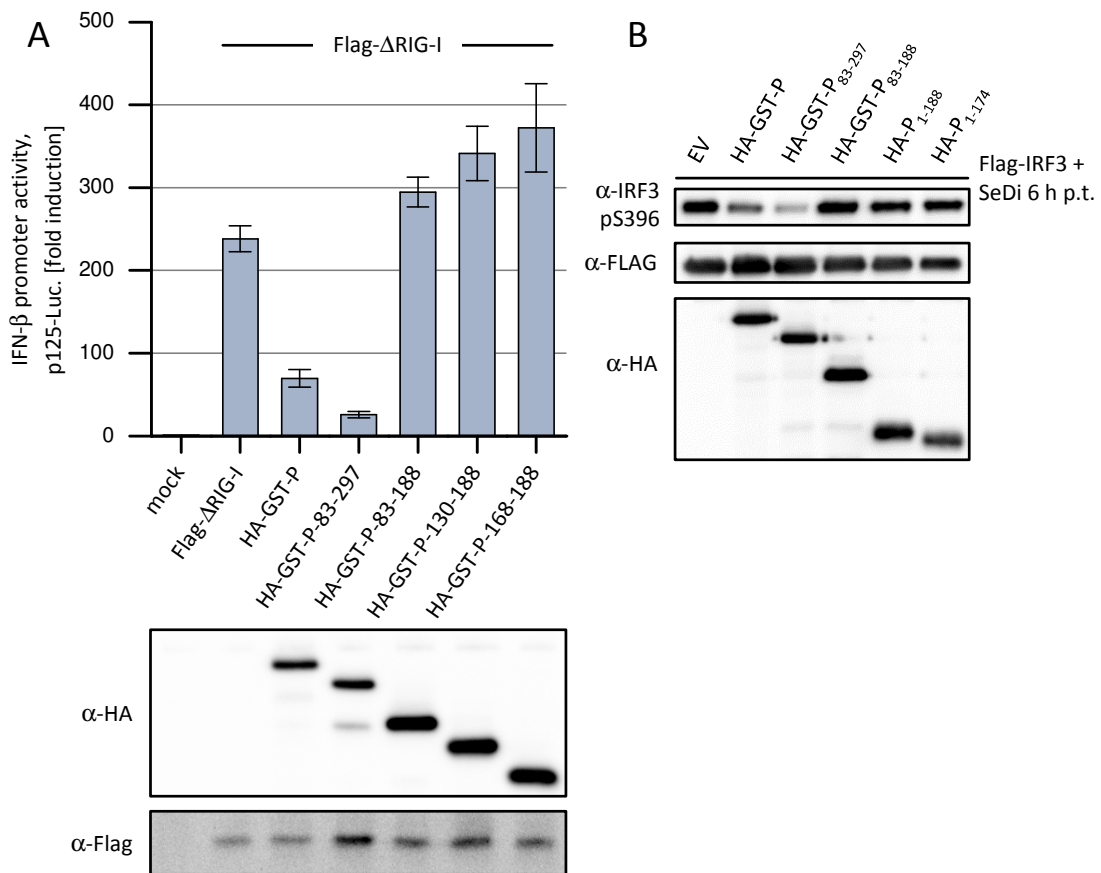 A
IFN-β promoter activity,
p125-Luc. [fold induction]
500
400
300
200
100
0
Flag-ΔRIG-I
mock
Flag-ΔRIG-I
HA-GST-P
HA-GST-P-83-297
HA-GST-P-83-188
HA-GST-P-130-188
HA-GST-P-168-188
α-HA
α-Flag
B
EV
HA-GST-P
HA-GST-P83-297
HA-GST-P83-188
HA-P1-188
HA-P1-174
Flag-IRF3 +
SeDi 6 h p.t.
α-IRF3
pS396
α-FLAG
α-HA